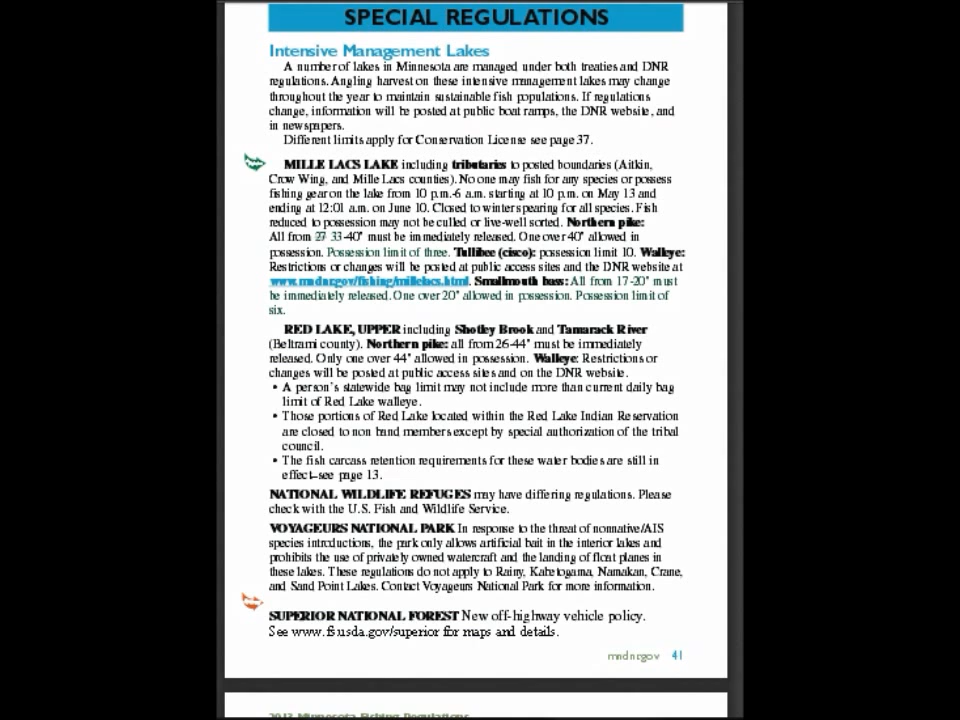 SPECIAL REGULATIONS
Intensive Management Lakes
A number of lakes in Minnesota are managed under both treaties and DNR
regulations. Angling harvest on these intensive management lakes may change
throughout the year to maintain sustainable fish populations. If regulations
change, information will be posted at public boat ramps, the DNR website, and
in newspapers.
Different limits apply for Conservation License see page 37.
MILLE LACS LAKE including tributaries to posted boundaries (Aitkin,
Crow Wing, and Mille Lacs counties). No one may fish for any species or possess
fishing gear on the lake from 10 p.m.-6 a.m. starting at 10 p.m. on May 13 and
ending at 12:01 a.m. on June 10. Closed to winter spearing for all species. Fish
reduced to possession may not be culled or live-well sorted. Northern pike:
All from 27 33-40" must be immediately released. One over 40" allowed in
possession. Possession limit of three. Tullibee (cisco): possession limit 10. Walleye:
Restrictions or changes will be posted at public access sites and the DNR website at
www.mndnr.gov/fishing/millelacs.html. Smallmouth bass: All from 17-20" must
be immediately released. One over 20" allowed in possession. Possession limit of
six.
RED LAKE, UPPER including Shotley Brook and Tamarack River
(Beltrami county). Northern pike: all from 26-44" must be immediately
released. Only one over 44" allowed in possession. Walleye: Restrictions or
changes will be posted at public access sites and on the DNR website.
• A person's statewide bag limit may not include more than current daily bag
limit of Red Lake walleye.
• Those portions of Red Lake located within the Red Lake Indian Reservation
are closed to non band members except by special authorization of the tribal
council.
• The fish carcass retention requirements for these water bodies are still in
effect–see page 13.
NATIONAL WILDLIFE REFUGES may have differing regulations. Please
check with the U.S. Fish and Wildlife Service.
VOYAGEURS NATIONAL PARK In response to the threat of nonnative/AIS
species introductions, the park only allows artificial bait in the interior lakes and
prohibits the use of privately owned watercraft and the landing of float planes in
these lakes. These regulations do not apply to Rainy, Kabetogama, Namakan, Crane,
and Sand Point Lakes. Contact Voyageurs National Park for more information.
SUPERIOR NATIONAL FOREST New off-highway vehicle policy.
See www.fs.usda.gov/superior for maps and details.
mndnr.gov 41
2013 Minnesota Fishing Regulations